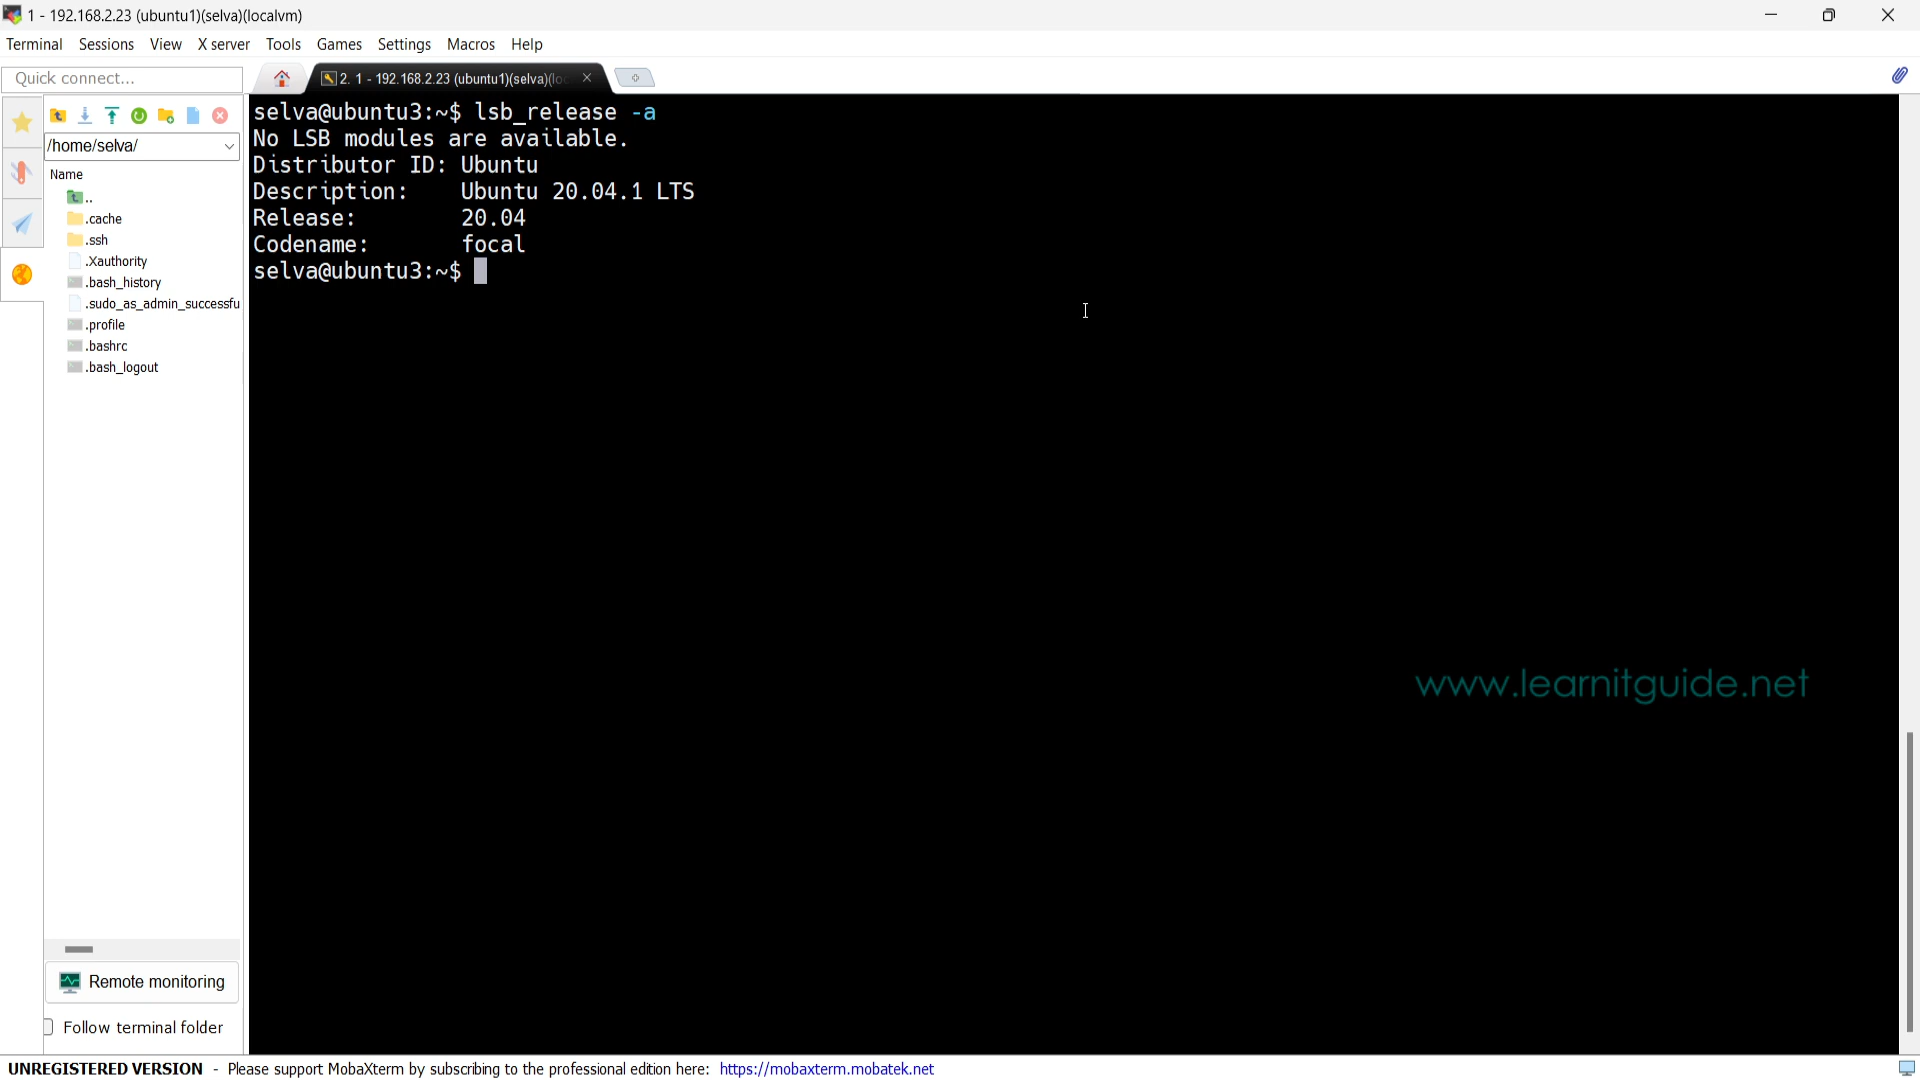 1 - 192.168.2.23 (ubuntu1)(selva)(localvm)
Terminal Sessions View X server Tools Games Settings Macros Help
Quick connect...
2. 1 - 192.168.2.23 (ubuntu1)(selva)(lo
/home/selva/
Name
..
.cache
.ssh
.Xauthority
.bash_history
.sudo_as_admin_successfu
.profile
.bashrc
.bash_logout
Remote monitoring
Follow terminal folder
selva@ubuntu3:~$ lsb_release -a
No LSB modules are available.
Distributor ID: Ubuntu
Description: Ubuntu 20.04.1 LTS
Release: 20.04
Codename: focal
selva@ubuntu3:~$
www.learnitguide.net
UNREGISTERED VERSION - Please support MobaXterm by subscribing to the professional edition here: https://mobaxterm.mobatek.net